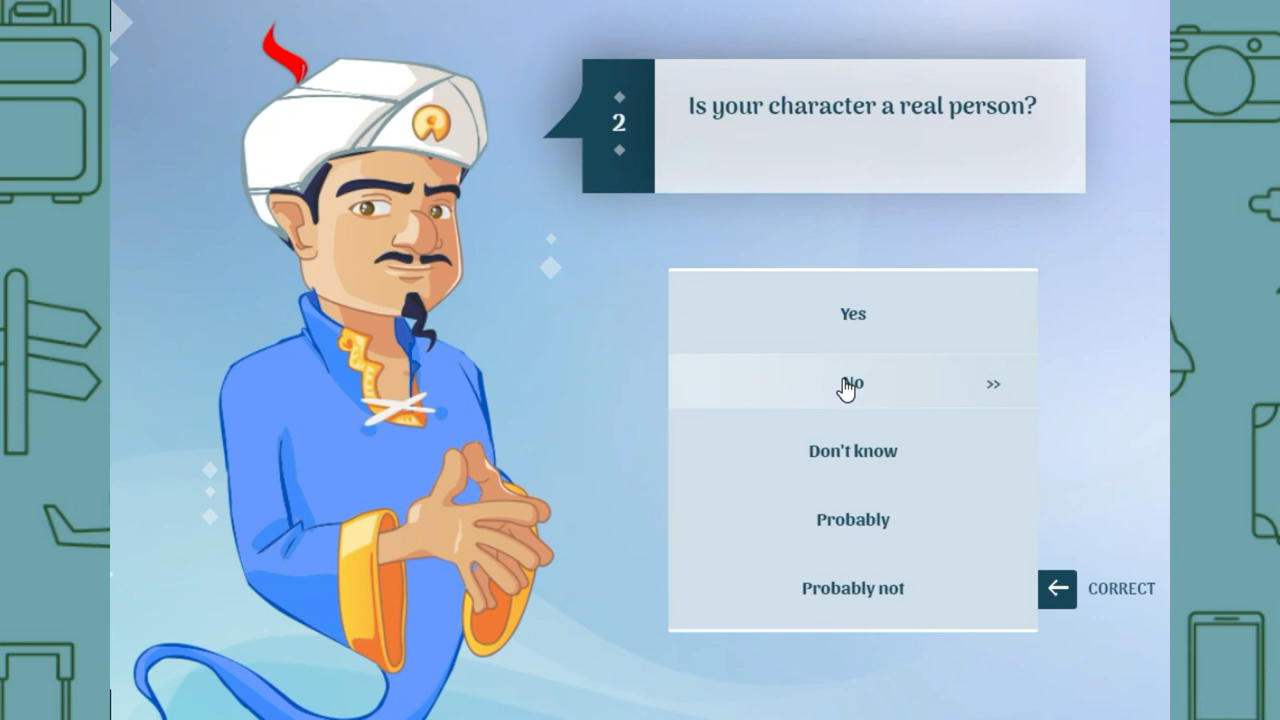 2
Is your character a real person?
Yes
No
Don't know
Probably
Probably not
CORRECT